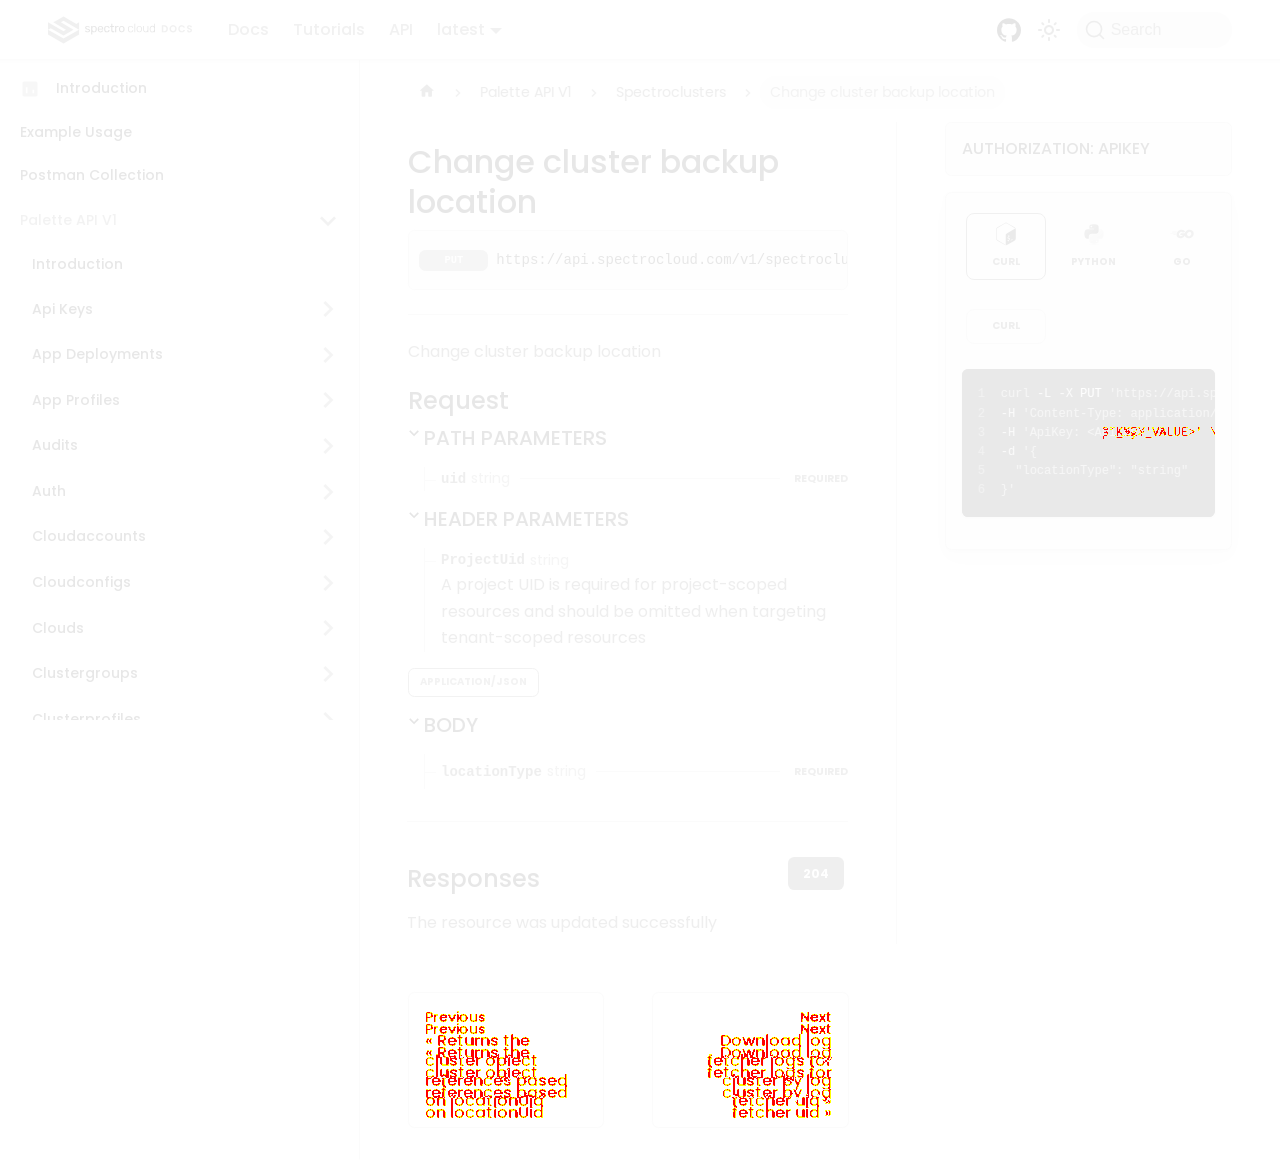 spectro cloud DOCS Docs Tutorials API latest Search
Introduction
Example Usage
Postman Collection
Palette API V1
Introduction
Api Keys
App Deployments
App Profiles
Audits
Auth
Cloudaccounts
Cloudconfigs
Clouds
Clustergroups
Clusterprofiles
Palette API V1 Spectroclusters Change cluster backup location
Change cluster backup
location
PUT https://api.spectrocloud.com/v1/spectroclu
Change cluster backup location
Request
PATH PARAMETERS
uid string REQUIRED
HEADER PARAMETERS
ProjectUid string
A project UID is required for project-scoped
resources and should be omitted when targeting
tenant-scoped resources
APPLICATION/JSON
BODY
locationType string REQUIRED
Responses 204
The resource was updated successfully
Previous
« Returns the
cluster object
references based
on locationUid
Next
Download log
fetcher logs for
cluster by log
fetcher uid »
AUTHORIZATION: APIKEY
CURL PYTHON GO
CURL
1 curl -L -X PUT 'https://api.sp
2 -H 'Content-Type: application/
3 -H 'ApiKey:
4 -d '{
5 "locationType": "string"
6 }'